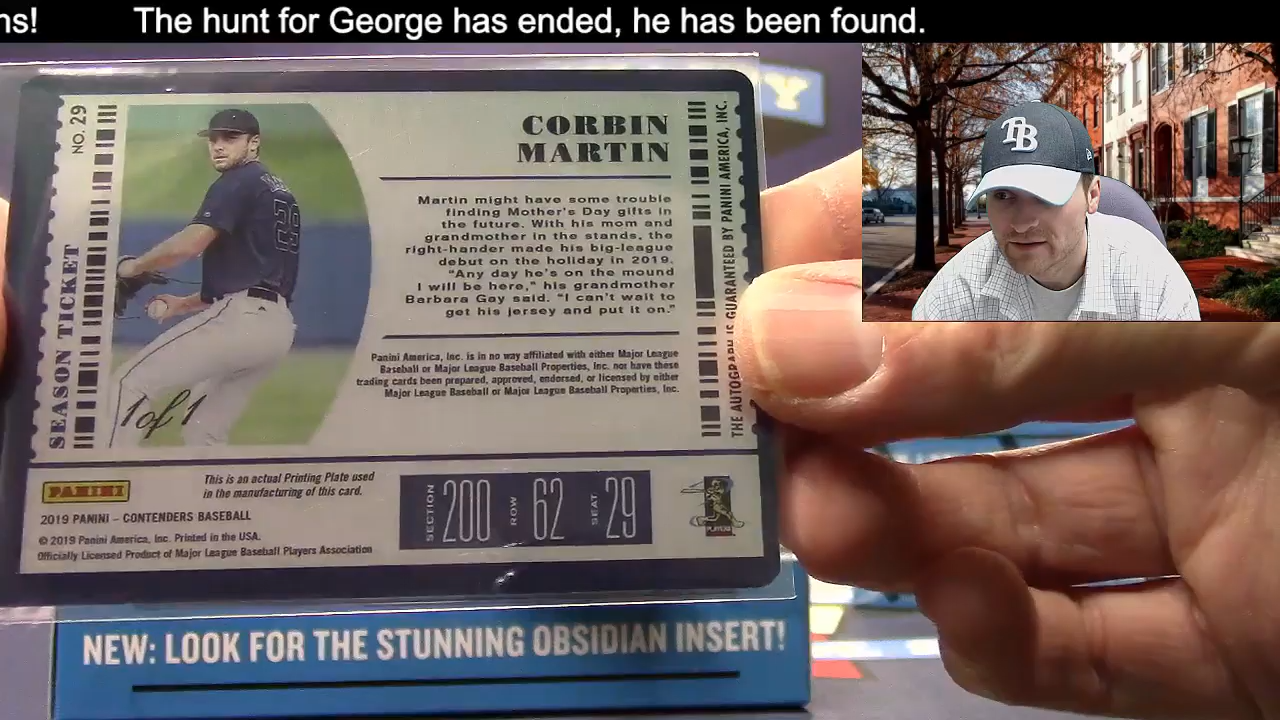 ns! The hunt for George has ended, he has been found.
Y
TB
NO. 29
SEASON TICKET
CORBIN
MARTIN
Martin might have some trouble
finding Mother's Day gifts in
the future. With his mom and
grandmother in the stands, the
right-hander made his big-league
debut on the holiday in 2019.
"Any day he's on the mound
I will be here," his grandmother
Barbara Gay said. "I can't wait to
get his jersey and put it on."
Panini America, Inc. is in no way affiliated with either Major League
Baseball or Major League Baseball Properties, Inc. nor have these
trading cards been prepared, approved, endorsed, or licensed by either
Major League Baseball or Major League Baseball Properties, Inc.
THE AUTOGRAPH IS GUARANTEED BY PANINI AMERICA, INC.
29
1 of 1
PANINI
This is an actual Printing Plate used
in the manufacturing of this card.
2019 PANINI – CONTENDERS BASEBALL
© 2019 Panini America, Inc. Printed in the USA.
Officially Licensed Product of Major League Baseball Players Association
SECTION 200 ROW 62 SEAT 29
PLAYERS
NEW: LOOK FOR THE STUNNING OBSIDIAN INSERT!